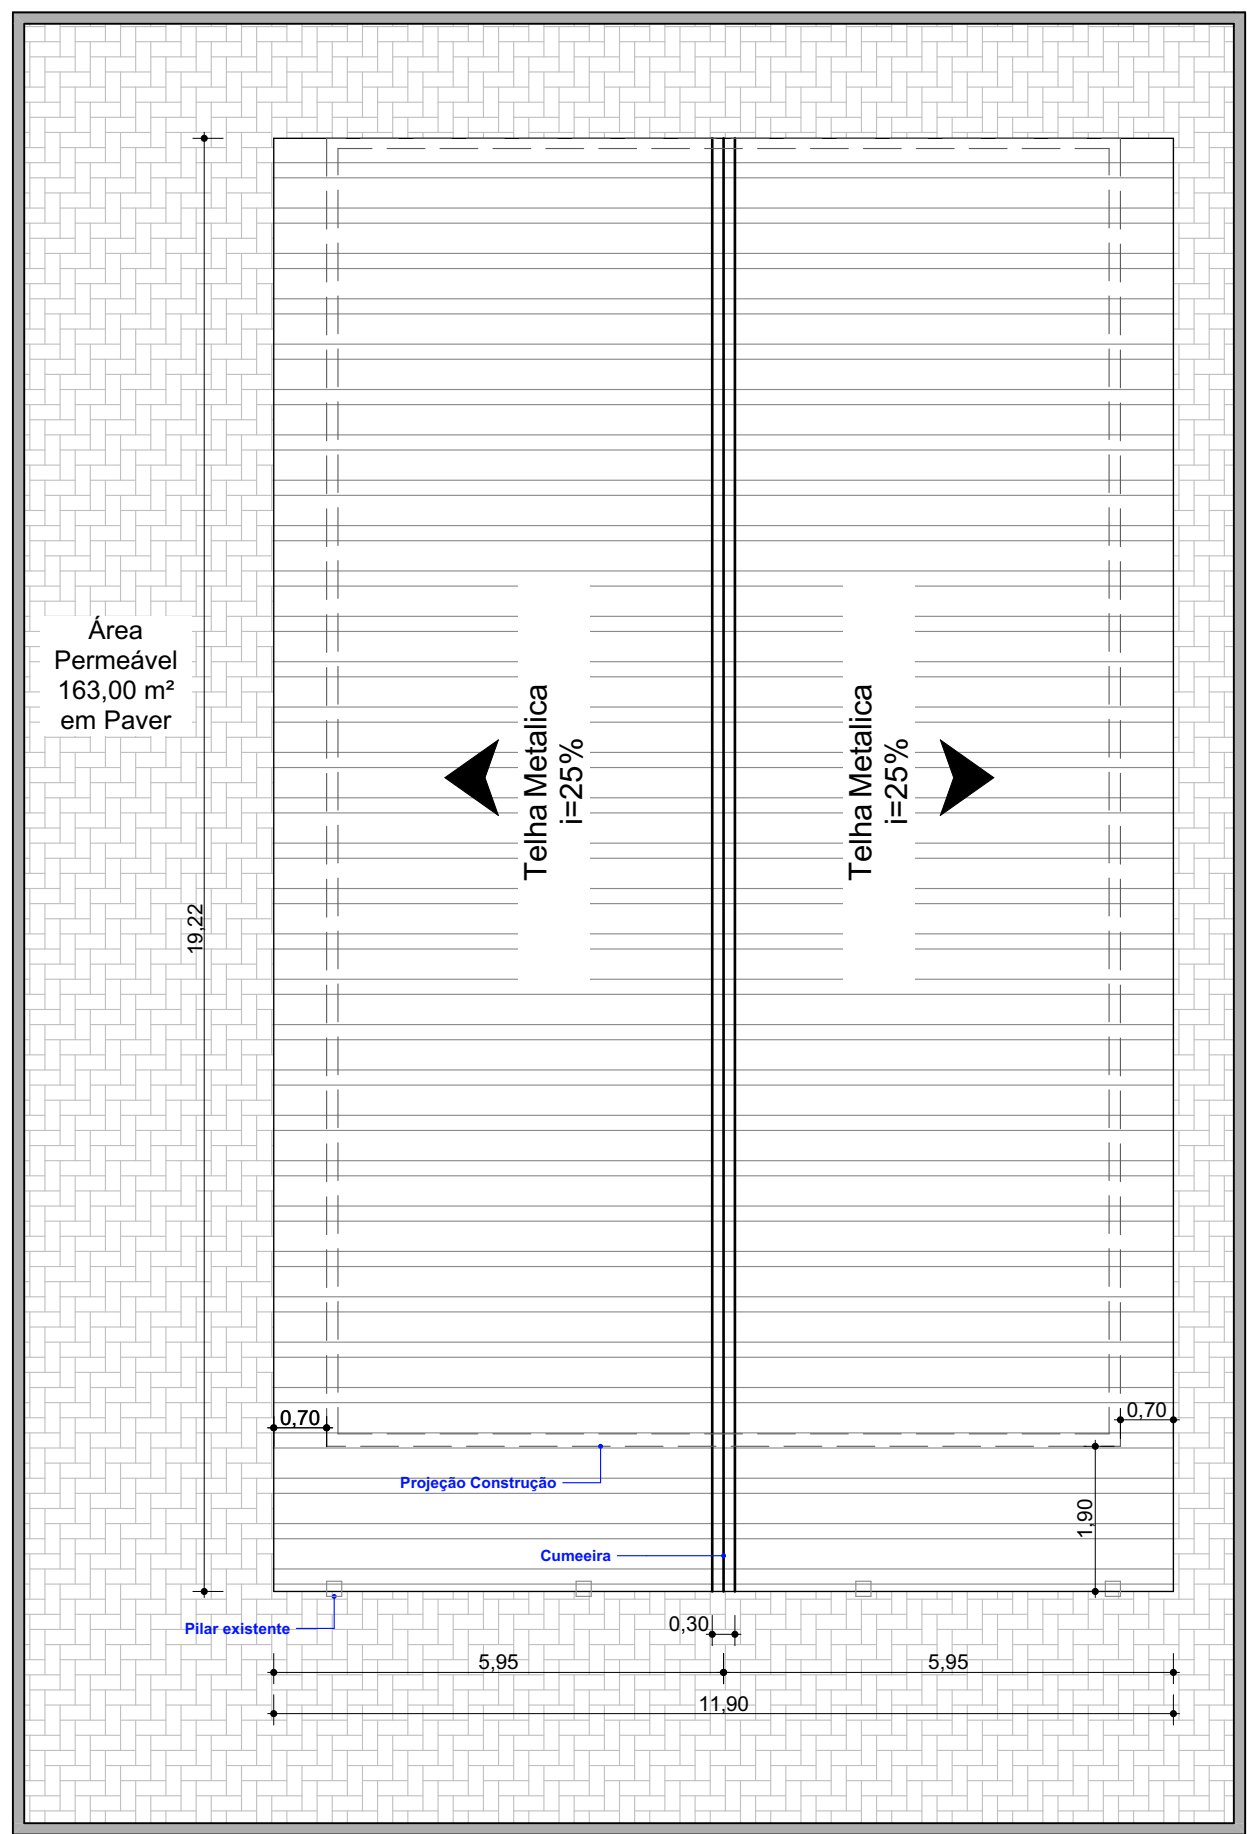 Área
Permeável
163,00 m²
em Paver
19,22
Telha Metalica
i=25%
Telha Metalica
i=25%
0,70
0,70
Projeção Construção
1,90
Cumeeira
Pilar existente
0,30
5,95
5,95
11,90